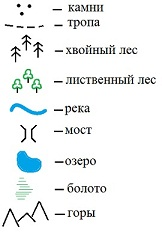 – камни
– тропа
– хвойный лес
– лиственный лес
– река
– мост
– озеро
– болото
– горы